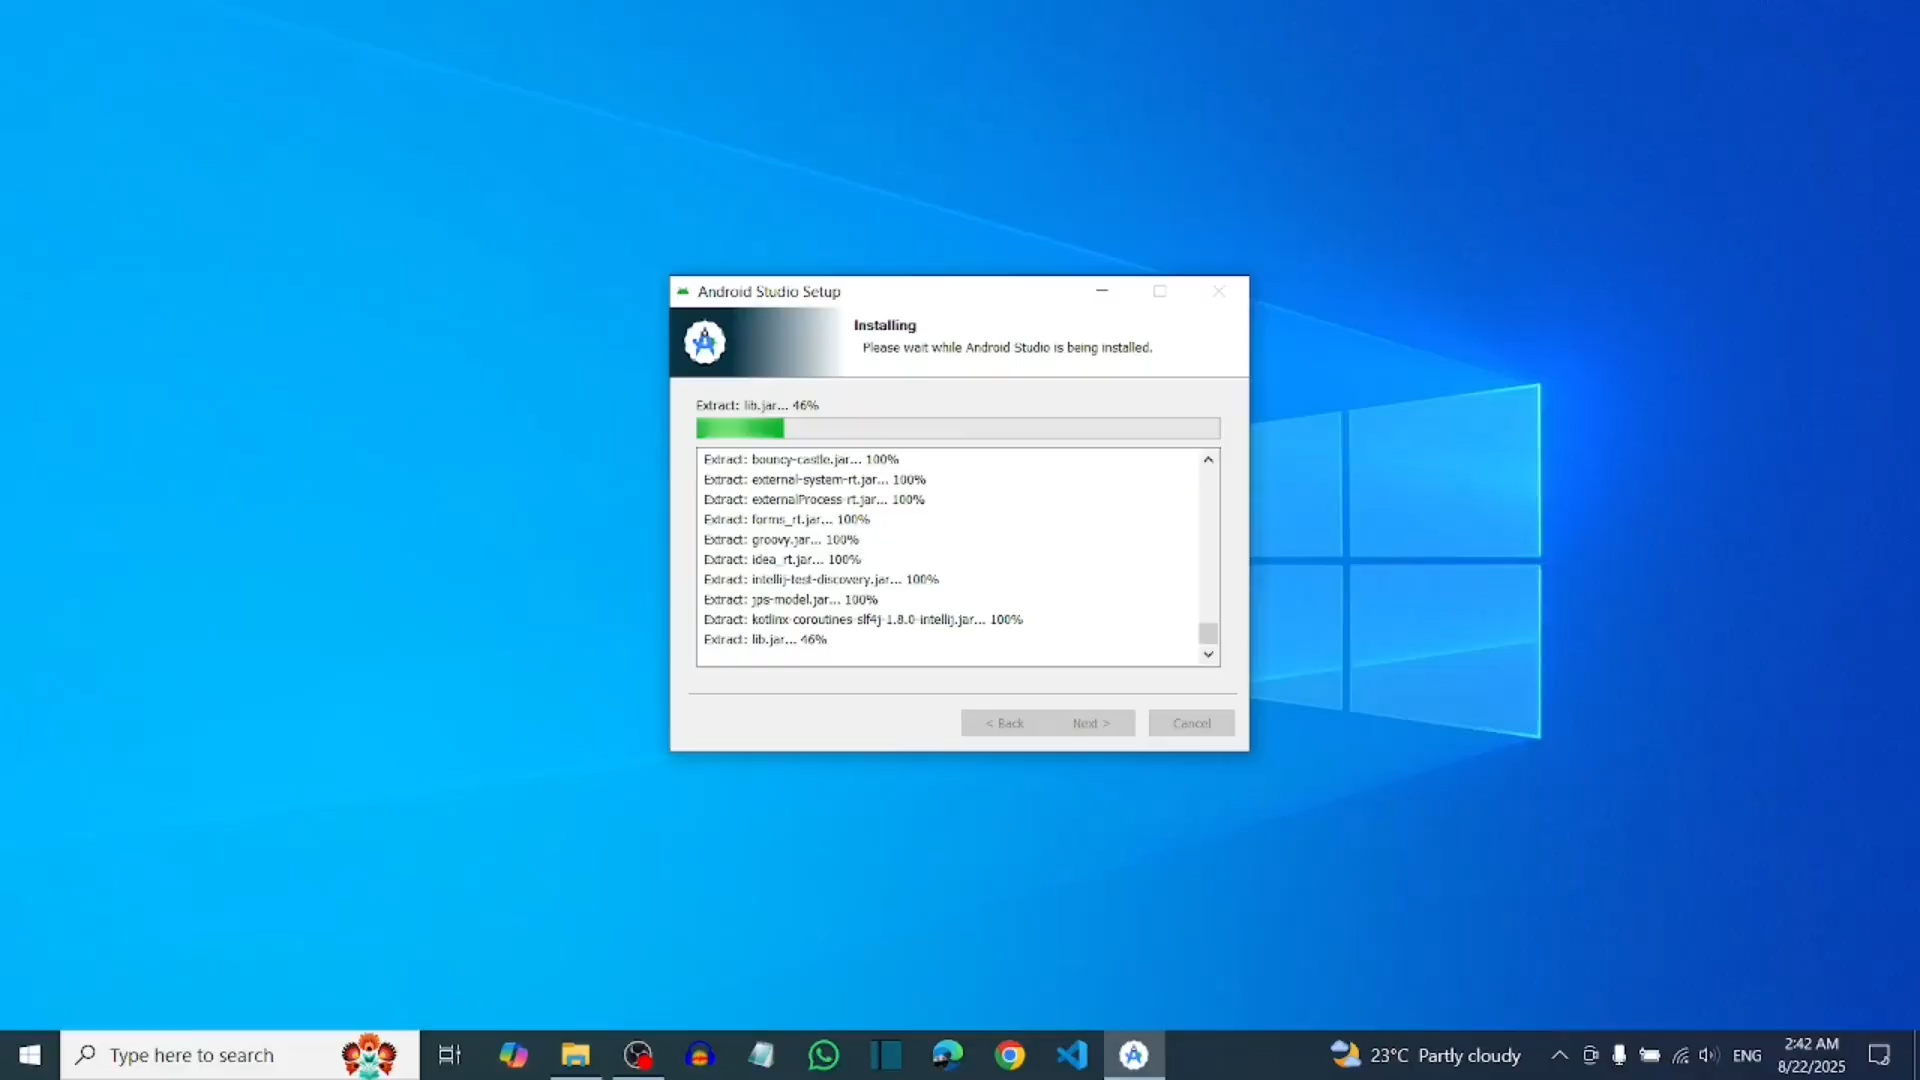 Android Studio Setup
Installing
Please wait while Android Studio is being installed.
Extract: lib.jar... 46%
Extract: bouncy-castle.jar... 100%
Extract: external-system-rt.jar... 100%
Extract: externalProcess-rt.jar... 100%
Extract: forms_rt.jar... 100%
Extract: groovy.jar... 100%
Extract: idea_rt.jar... 100%
Extract: intellij-test-discovery.jar... 100%
Extract: jps-model.jar... 100%
Extract: kotlinx-coroutines-slf4j-1.8.0-intellij.jar... 100%
Extract: lib.jar... 46%
< Back Next > Cancel
Type here to search
23°C Partly cloudy
ENG
2:42 AM
8/22/2025